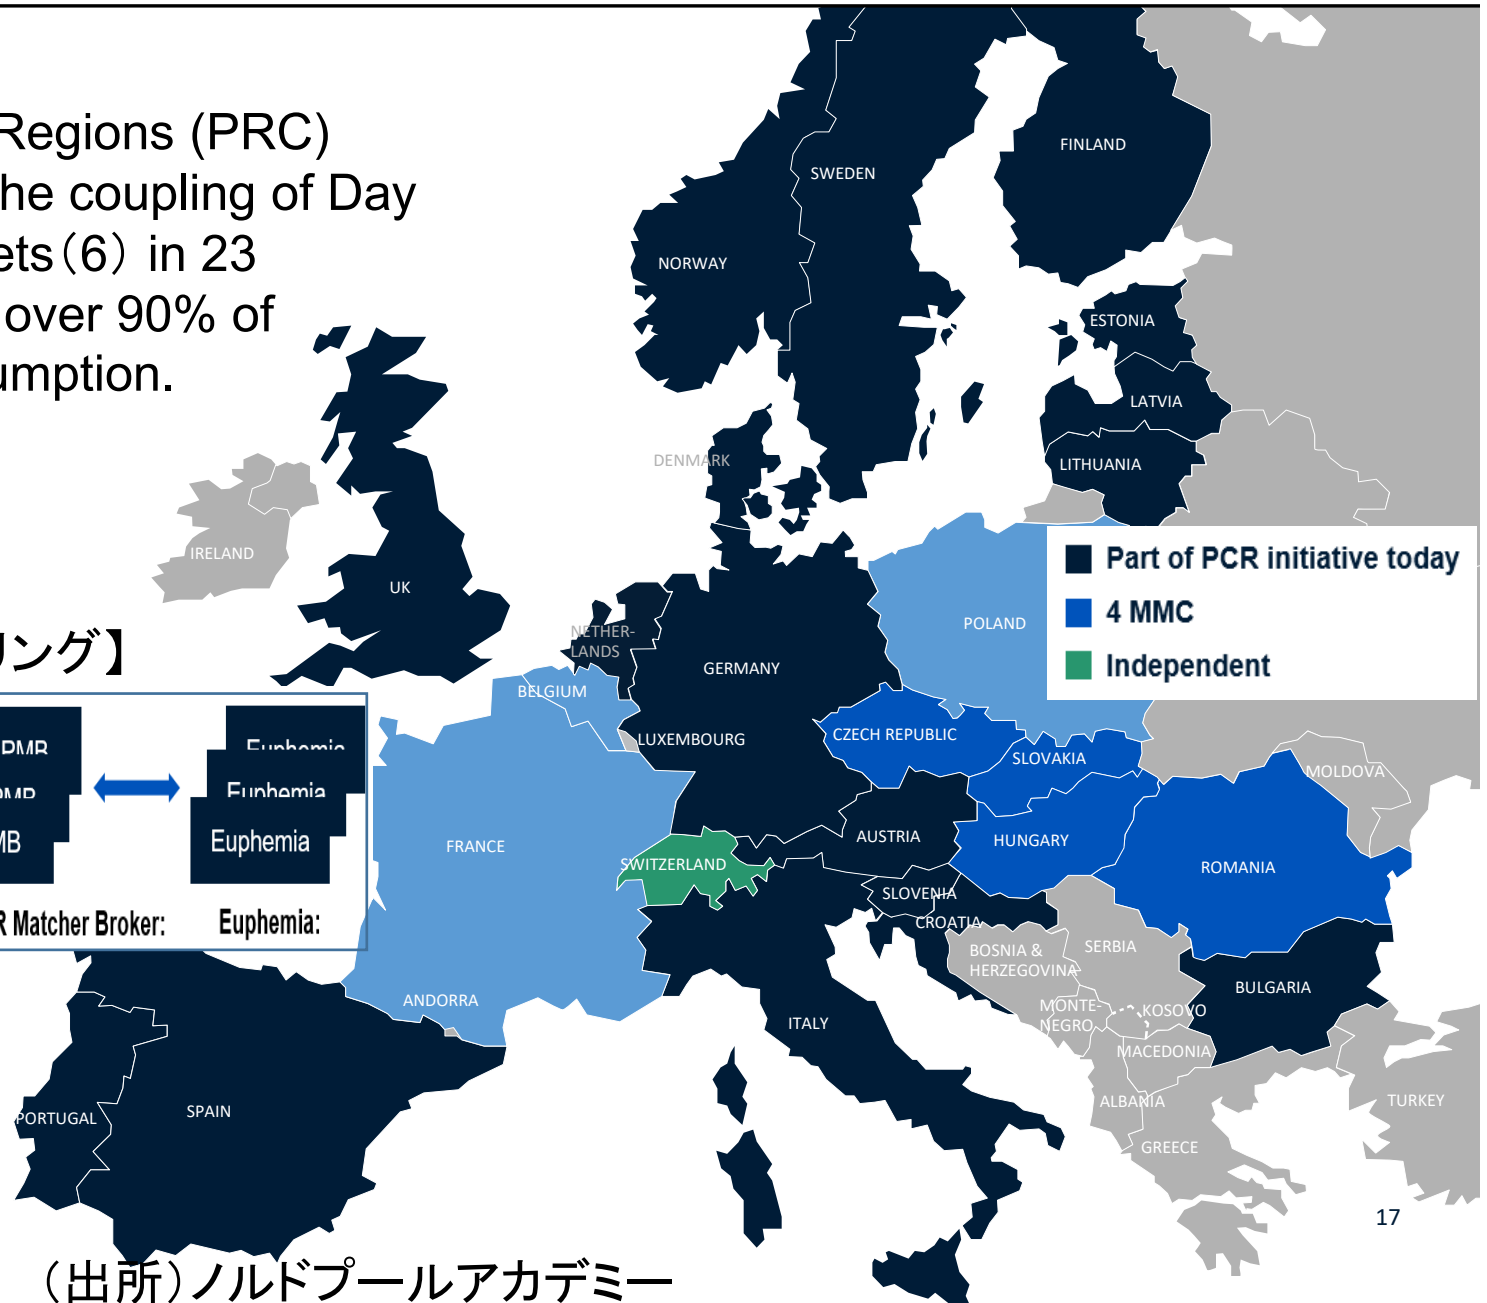 Regions (PRC)
he coupling of Day
ets（6） in 23
over 90% of
umption.
FINLAND
SWEDEN
NORWAY
ESTONIA
LATVIA
DENMARK
LITHUANIA
IRELAND
UK
Part of PCR initiative today
4 MMC
Independent
NETHER-
LANDS
POLAND
リング】
GERMANY
BELGIUM
LUXEMBOURG
CZECH REPUBLIC
SLOVAKIA
MOLDOVA
PMB
Euphemia
Euphemia
MB
Euphemia
FRANCE
SWITZERLAND
AUSTRIA
HUNGARY
ROMANIA
SLOVENIA
CROATIA
R Matcher Broker:
Euphemia:
BOSNIA &
HERZEGOVINA
SERBIA
BULGARIA
ANDORRA
MONTE-
NEGRO
KOSOVO
ITALY
MACEDONIA
PORTUGAL
SPAIN
ALBANIA
TURKEY
GREECE
17
（出所）ノルドプールアカデミー